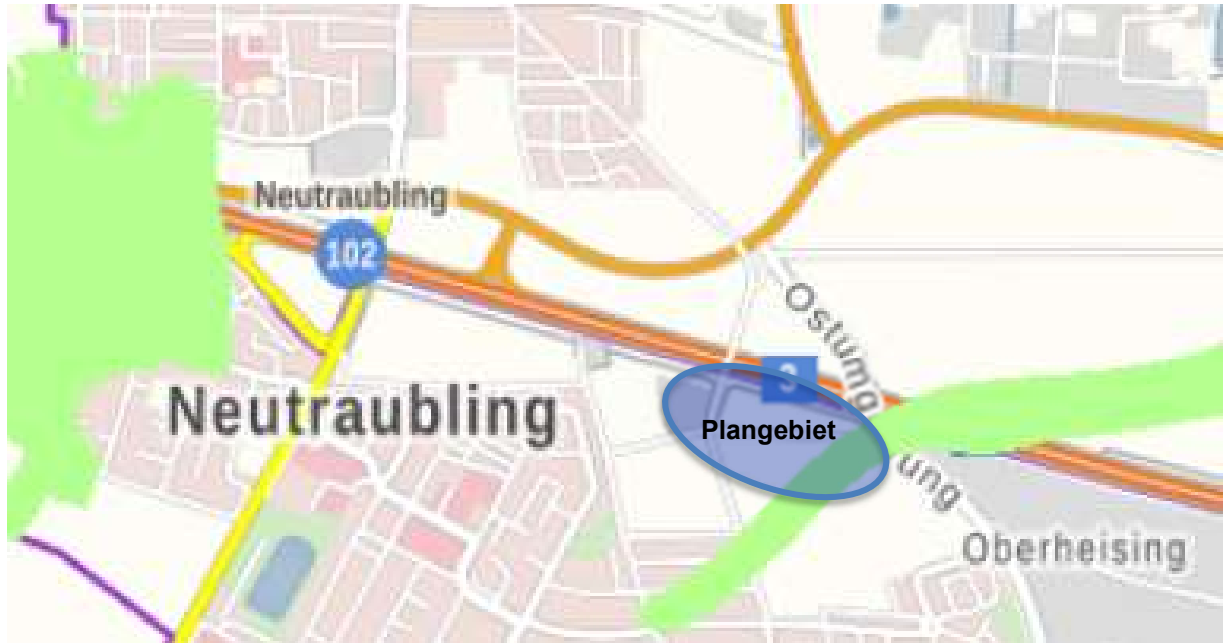 Neutraubling
102
Ostumg
3
Neutraubling
Plangebiet
ung
Oberheising